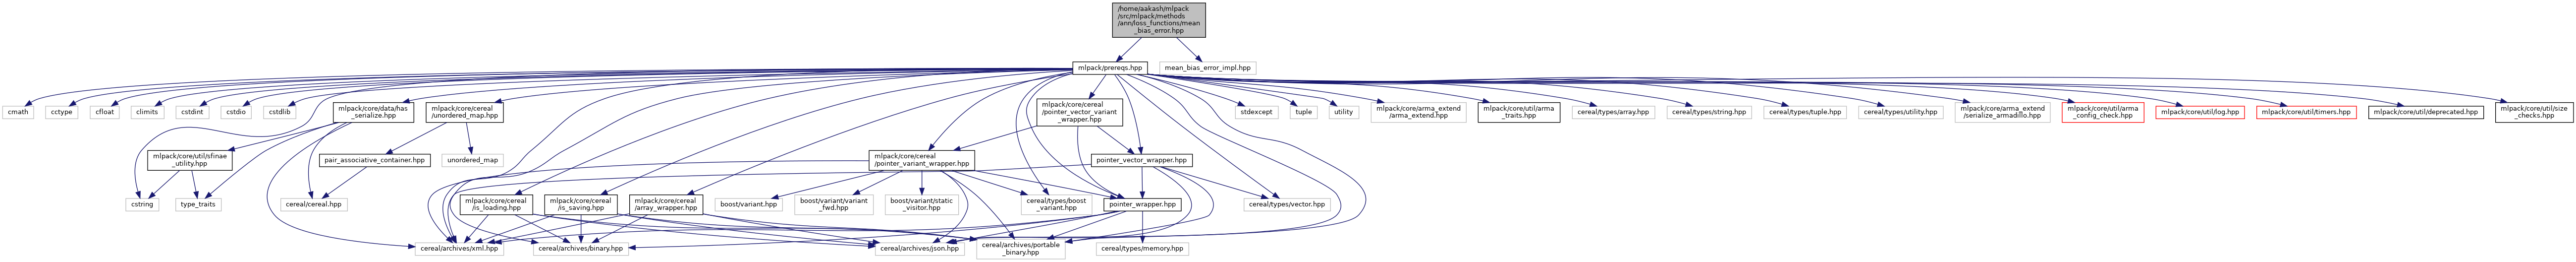 /home/aakash/mlpack
/src/mlpack/methods
/ann/loss_functions/mean
_bias_error.hpp
mlpack/prereqs.hpp
mean_bias_error_impl.hpp
cmath
cctype
cfloat
climits
cstdint
cstdio
cstdlib
mlpack/core/data/has
_serialize.hpp
mlpack/core/cereal
/unordered_map.hpp
mlpack/core/cereal
/pointer_vector_variant
_wrapper.hpp
stdexcept
tuple
utility
mlpack/core/arma_extend
/arma_extend.hpp
mlpack/core/util/arma
_traits.hpp
cereal/types/array.hpp
cereal/types/string.hpp
cereal/types/tuple.hpp
cereal/types/utility.hpp
mlpack/core/arma_extend
/serialize_armadillo.hpp
mlpack/core/util/arma
_config_check.hpp
mlpack/core/util/log.hpp
mlpack/core/util/timers.hpp
mlpack/core/util/deprecated.hpp
mlpack/core/util/size
_checks.hpp
mlpack/core/util/sfinae
_utility.hpp
pair_associative_container.hpp
unordered_map
mlpack/core/cereal
/pointer_variant_wrapper.hpp
pointer_vector_wrapper.hpp
cstring
type_traits
cereal/cereal.hpp
mlpack/core/cereal
/is_loading.hpp
mlpack/core/cereal
/is_saving.hpp
mlpack/core/cereal
/array_wrapper.hpp
boost/variant.hpp
boost/variant/variant
_fwd.hpp
boost/variant/static
_visitor.hpp
cereal/types/boost
_variant.hpp
pointer_wrapper.hpp
cereal/types/vector.hpp
cereal/archives/xml.hpp
cereal/archives/binary.hpp
cereal/archives/json.hpp
cereal/archives/portable
_binary.hpp
cereal/types/memory.hpp